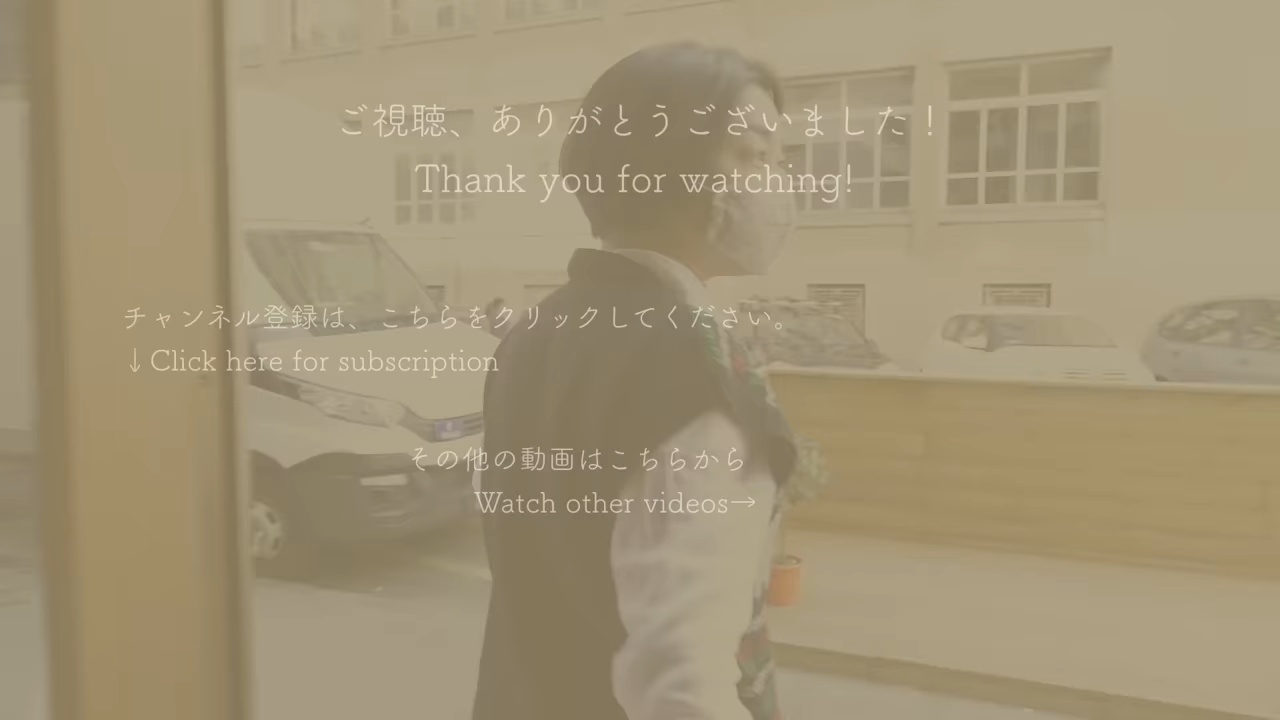 ご視聴、ありがとうございました！
Thank you for watching!
チャンネル登録は、こちらをクリックしてください。
↓Click here for subscription
その他の動画はこちらから
Watch other videos→